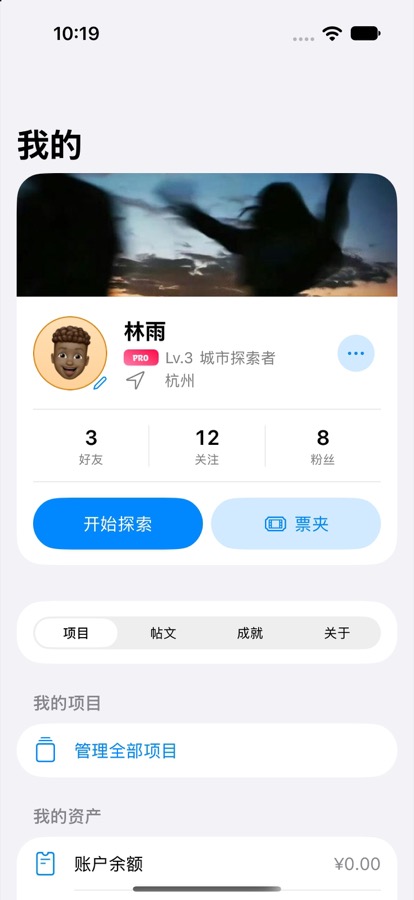 10:19
我的
林雨
PRO Lv.3 城市探索者
杭州
3 12 8
好友 关注 粉丝
开始探索 票夹
项目 帖文 成就 关于
我的项目
管理全部项目
我的资产
账户余额 ¥0.00